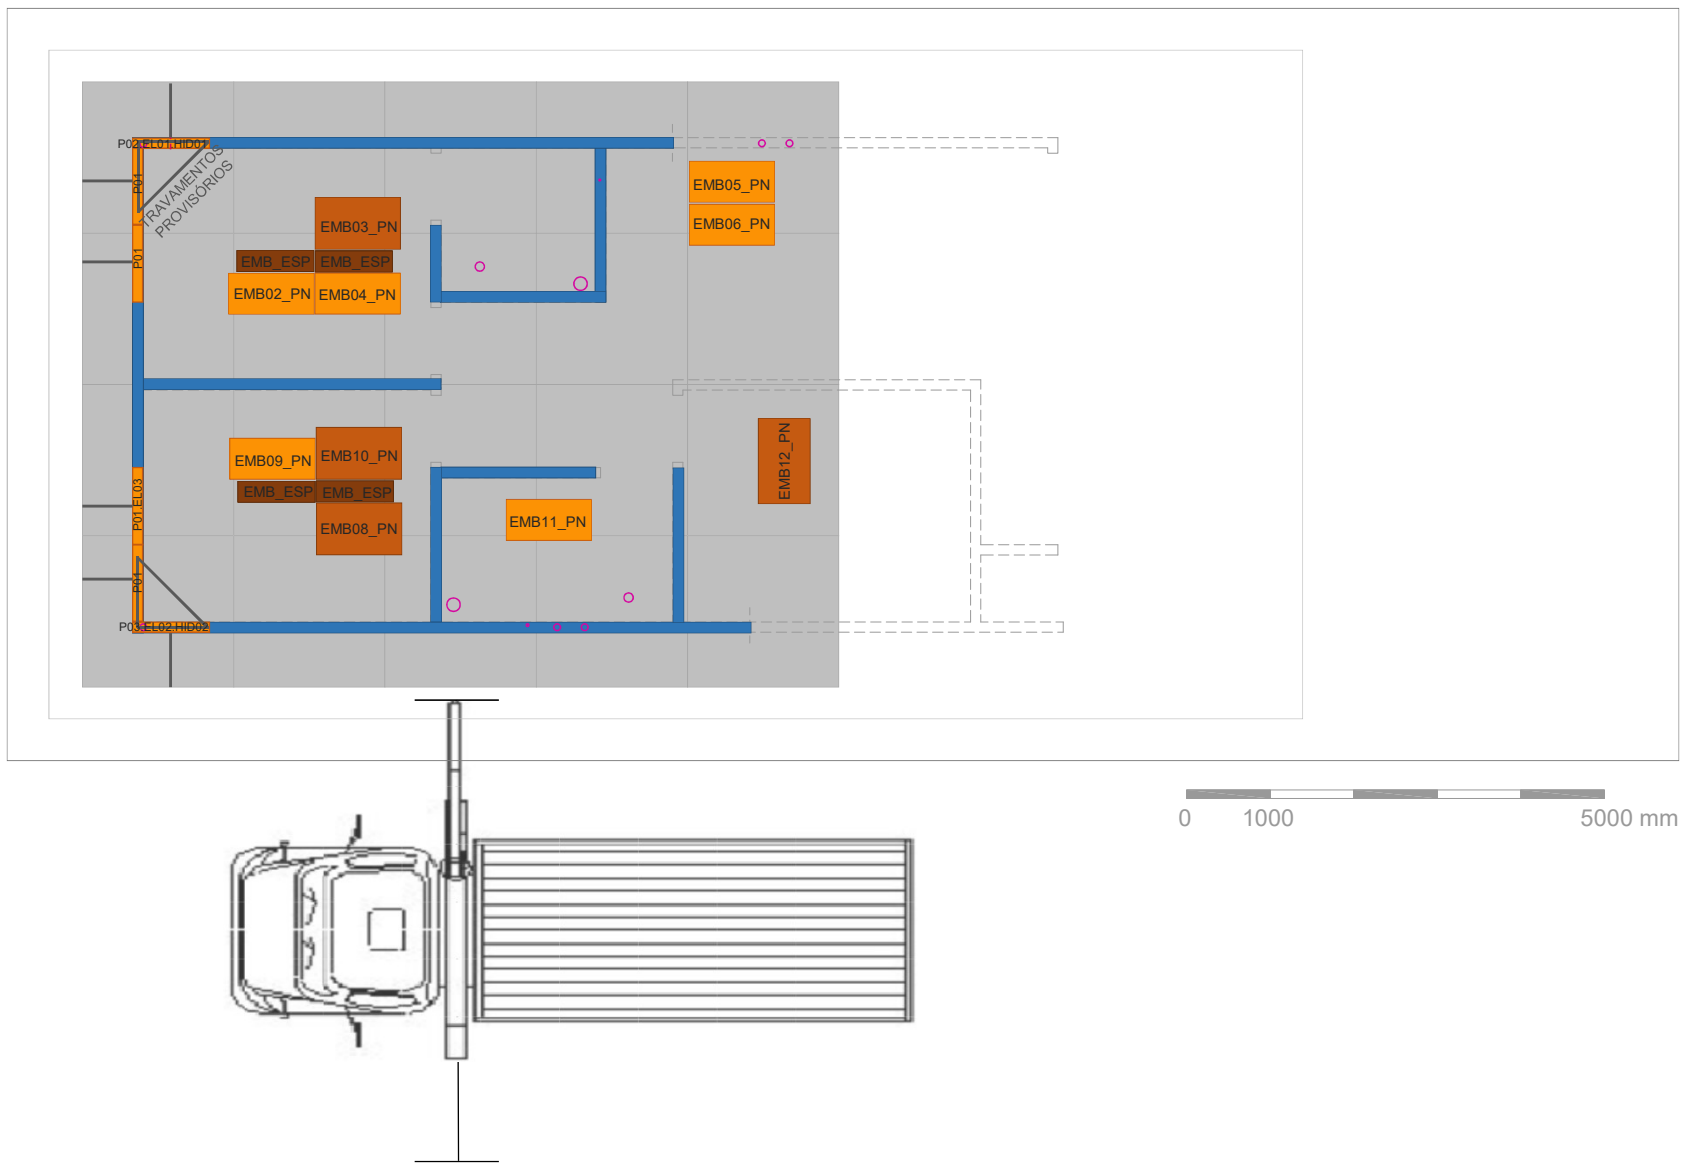 P02.EL01.HID01
P01
TRAVAMENTOS
PROVISÓRIOS
P01
EMB03_PN
EMB_ESP
EMB_ESP
EMB02_PN
EMB04_PN
EMB05_PN
EMB06_PN
EMB09_PN
EMB10_PN
EMB_ESP
EMB_ESP
EMB08_PN
EMB11_PN
EMB12_PN
P01.EL03
P01
P03.EL02.HID02
0 1000 5000 mm